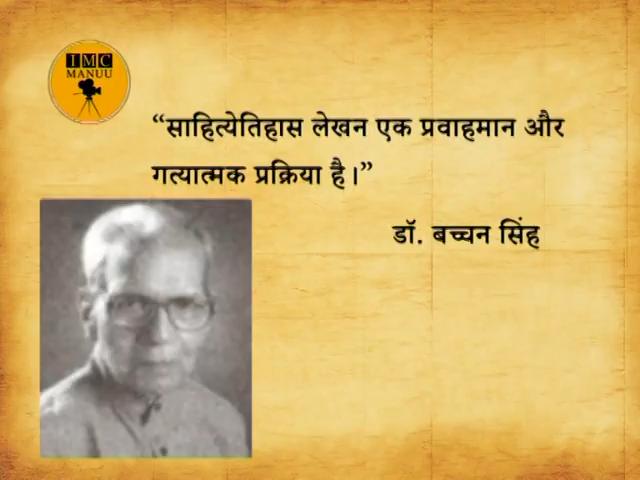 IMC
MANUU
“साहित्येतिहास लेखन एक प्रवाहमान और
गत्यात्मक प्रक्रिया है।”
डॉ. बच्चन सिंह